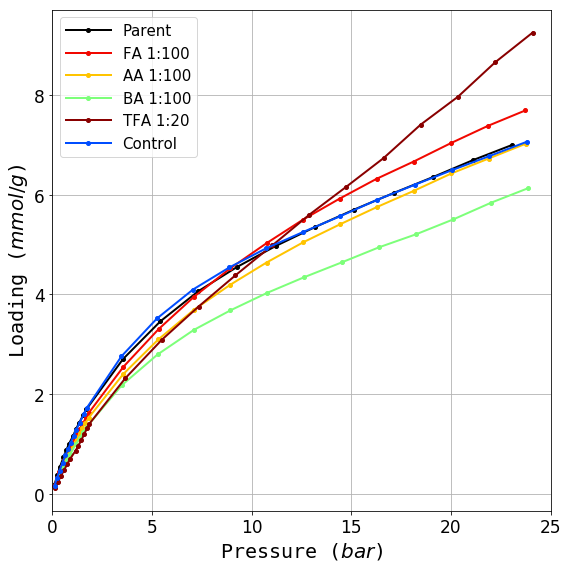 Parent
FA 1:100
AA 1:100
BA 1:100
TFA 1:20
Control
8
6
4
2
0
0 5 10 15 20 25
Loading (mmol/g)
Pressure (bar)